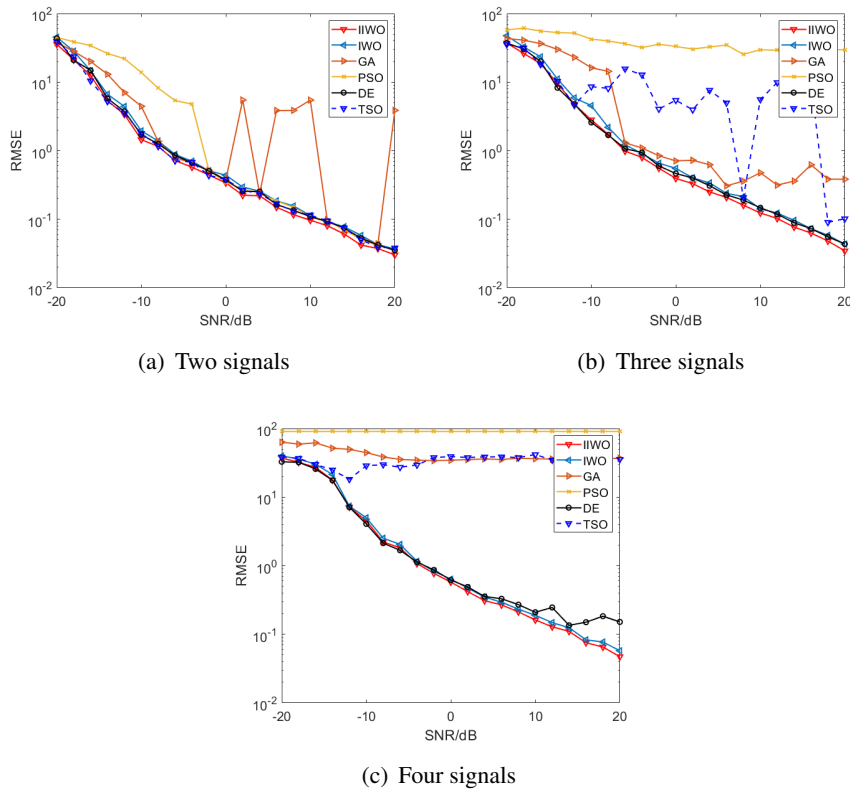 10^2
10^1
10^0
10^-1
10^-2
RMSE
-20 -10 0 10 20
SNR/dB
IIWO
IWO
GA
PSO
DE
TSO
(a) Two signals
10^2
10^1
10^0
10^-1
10^-2
RMSE
-20 -10 0 10 20
SNR/dB
IIWO
IWO
GA
PSO
DE
TSO
(b) Three signals
10^2
10^1
10^0
10^-1
10^-2
RMSE
-20 -10 0 10 20
SNR/dB
IIWO
IWO
GA
PSO
DE
TSO
(c) Four signals